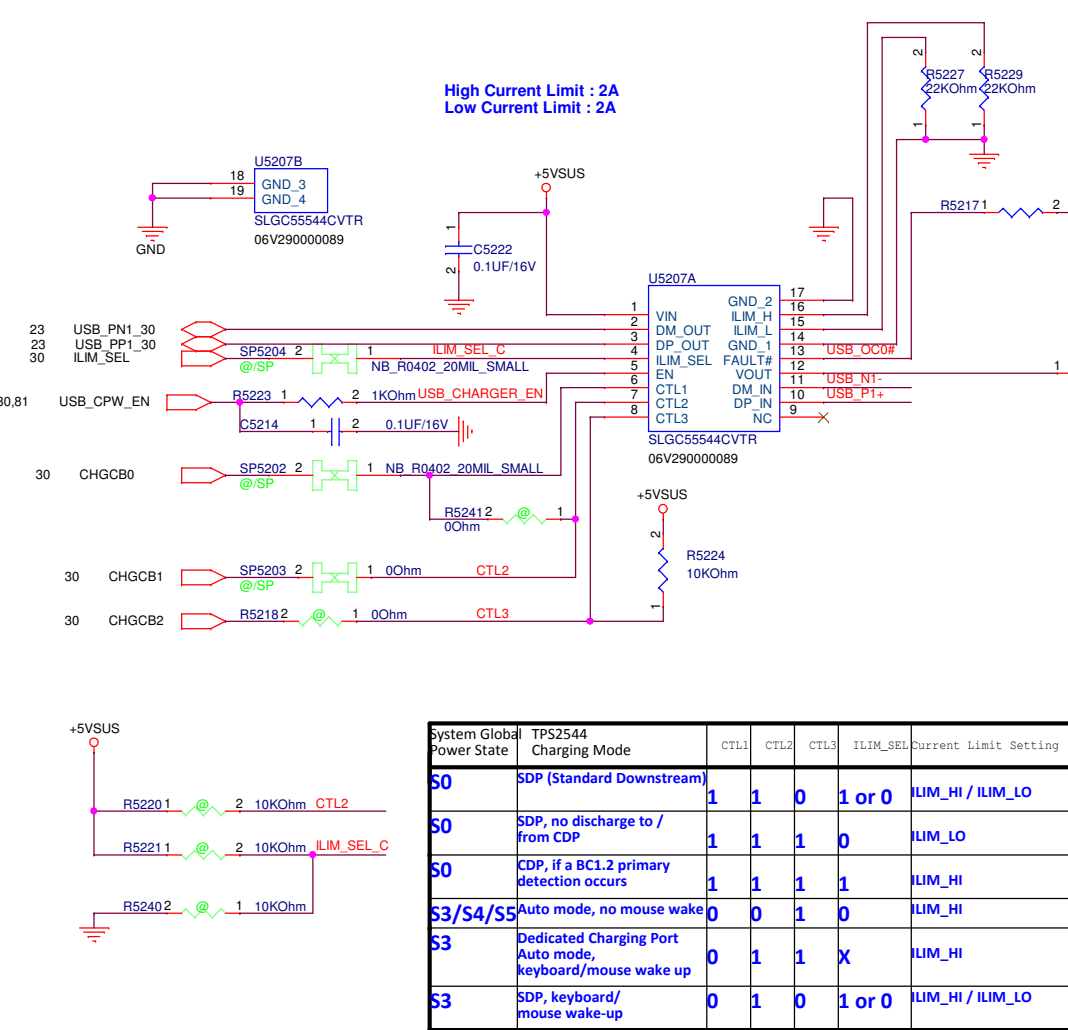 High Current Limit : 2A
Low Current Limit : 2A
R5227
22KOhm
R5229
22KOhm
2
2
1
1
U5207B
18
GND_3
19
GND_4
SLGC55544CVTR
06V290000089
GND
+5VSUS
1
C5222
2
0.1UF/16V
R5217
1
2
U5207A
1
VIN
2
DM_OUT
3
DP_OUT
4
ILIM_SEL
5
EN
6
CTL1
7
CTL2
8
CTL3
GND_2
17
ILIM_H
16
ILIM_L
15
GND_1
14
FAULT#
13
USB_OC0#
VOUT
12
1
DM_IN
11
USB_N1-
DP_IN
10
USB_P1+
NC
9
SLGC55544CVTR
06V290000089
23 USB_PN1_30
23 USB_PP1_30
30 ILIM_SEL
SP5204 2
@/SP
1 ILIM_SEL_C
NB_R0402_20MIL_SMALL
30,81 USB_CPW_EN
R5223 1
2 1KOhm USB_CHARGER_EN
C5214 1
2 0.1UF/16V
30 CHGCB0
SP5202 2
@/SP
1 NB_R0402_20MIL_SMALL
R5241 2
@
1
0Ohm
+5VSUS
2
R5224
10KOhm
1
30 CHGCB1
SP5203 2
@/SP
1 0Ohm CTL2
30 CHGCB2
R5218 2
@
1 0Ohm CTL3
+5VSUS
R5220 1 @ 2 10KOhm CTL2
R5221 1 @ 2 10KOhm ILIM_SEL_C
R5240 2 @ 1 10KOhm
System Global Power State TPS2544 Charging Mode CTL1 CTL2 CTL3 ILIM_SEL Current Limit Setting
S0 SDP (Standard Downstream) 1 1 0 1 or 0 ILIM_HI / ILIM_LO
S0 SDP, no discharge to / from CDP 1 1 1 0 ILIM_LO
S0 CDP, if a BC1.2 primary detection occurs 1 1 1 1 ILIM_HI
S3/S4/S5 Auto mode, no mouse wake 0 0 1 0 ILIM_HI
S3 Dedicated Charging Port Auto mode, keyboard/mouse wake up 0 1 1 X ILIM_HI
S3 SDP, keyboard/ mouse wake-up 0 1 0 1 or 0 ILIM_HI / ILIM_LO